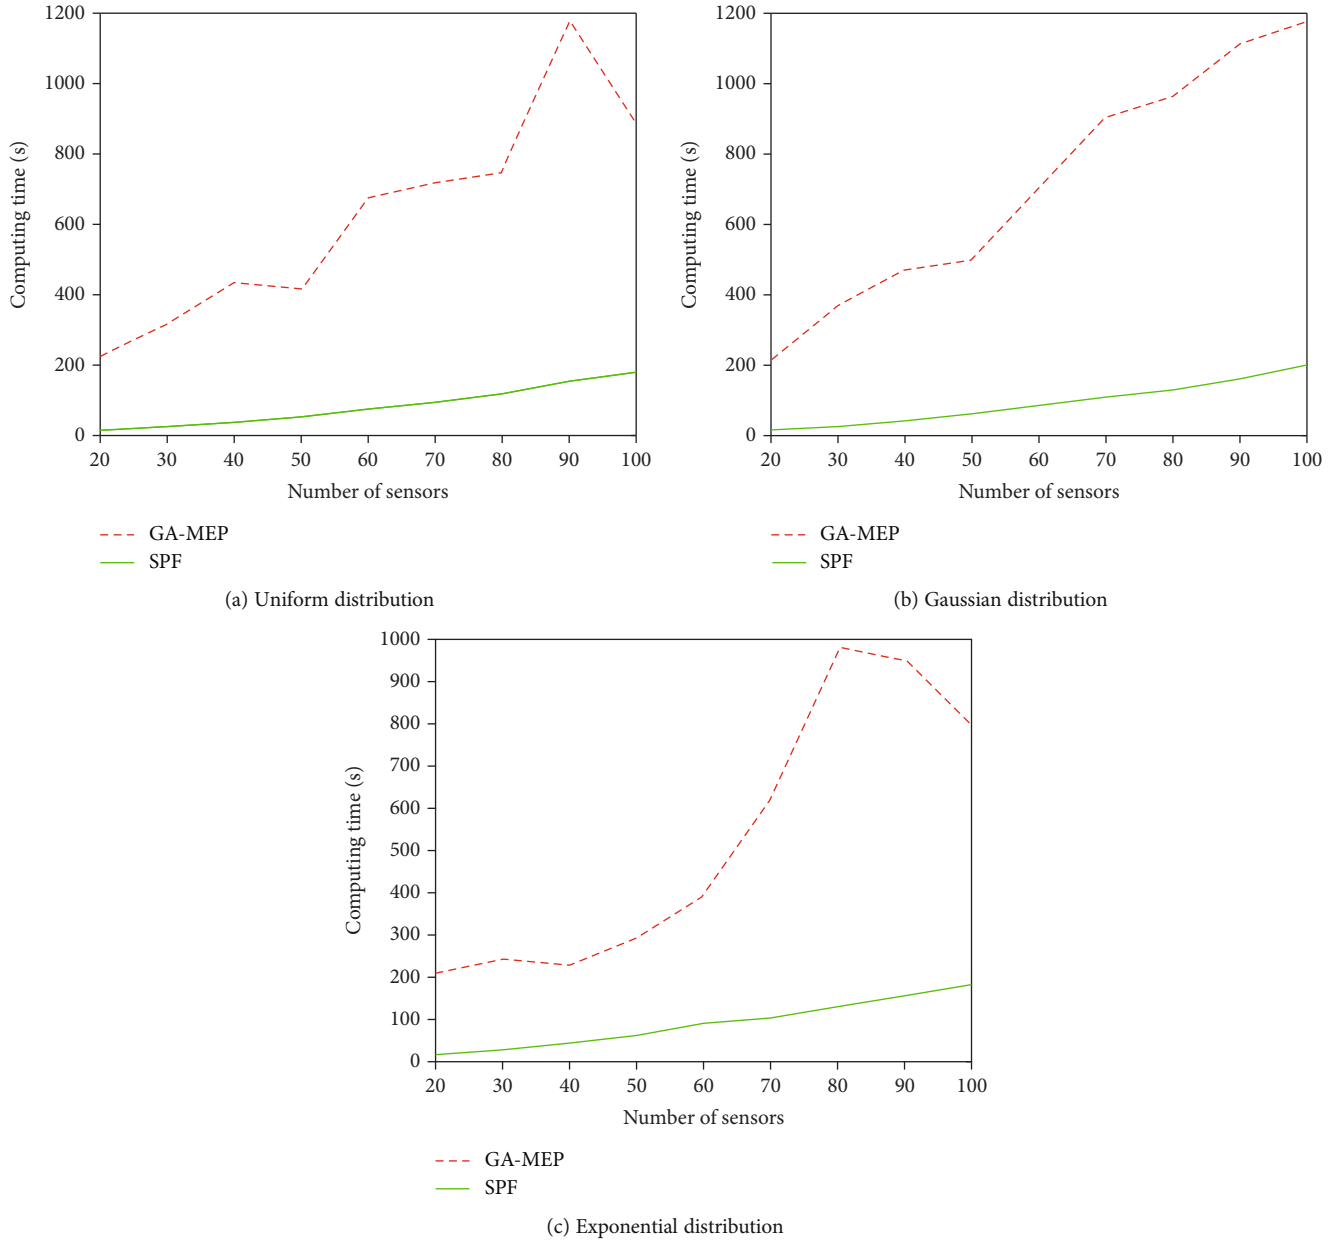 1200
1000
800
600
400
200
0
Computing time (s)
20 30 40 50 60 70 80 90 100
Number of sensors
GA-MEP
SPF
(a) Uniform distribution
1200
1000
800
600
400
200
0
Computing time (s)
20 30 40 50 60 70 80 90 100
Number of sensors
GA-MEP
SPF
(b) Gaussian distribution
1000
900
800
700
600
500
400
300
200
100
0
Computing time (s)
20 30 40 50 60 70 80 90 100
Number of sensors
GA-MEP
SPF
(c) Exponential distribution